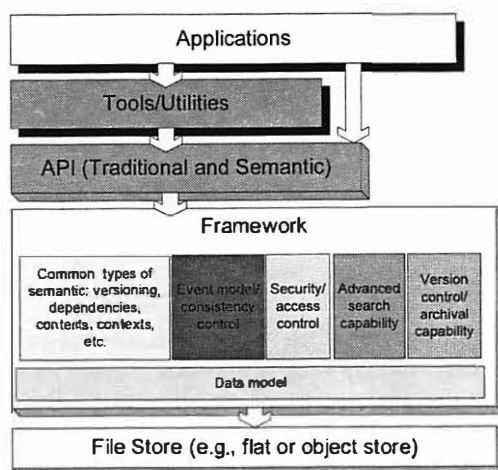 Applications
Tools/Utilities
API (Traditional and Semantic)
Framework
Common types of
semantic: versioning,
dependencies,
contents, contexts,
etc.
Event model/
consistency
control
Security/
access
control
Advanced
search
capability
Version
control/
archival
capability
Data model
File Store (e.g., flat or object store)